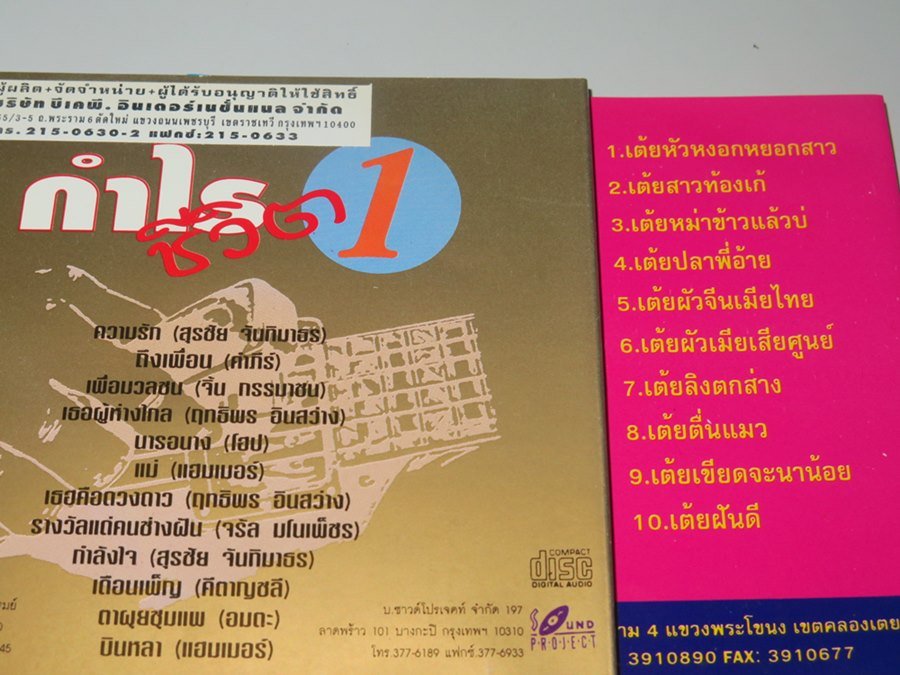 ผู้ผลิต+จัดจำหน่าย+ผู้ได้รับอนุญาติให้ใช้สิทธิ์
บริษัท บีเคพี. อินเตอร์เนชั่นแนล จำกัด
55/3-5 ถ.พระราม 6 ตัดใหม่ แขวงถนนเพชรบุรี เขตราชเทวี กรุงเทพฯ 10400
โทร. 215-0630-2 แฟกซ์:215-0633
กำไร
ชีวิต
1
ความรัก (สุรชัย จันทิมาธร)
ถึงเพื่อน (คำภีร์)
เพื่อมวลชน (จิ้น กรรมาชน)
เธอผู้ห่างไกล (ฤทธิพร อินสว่าง)
นารอนาง (โฮป)
แม่ (แฮมเมอร์)
เธอคือดวงดาว (ฤทธิพร อินสว่าง)
รางวัลแด่คนช่างฝัน (จรัล มโนเพ็ชร)
กำลังใจ (สุรชัย จันทิมาธร)
เดือนเพ็ญ (คีตาญชลี)
ตาผุยชุมแพ (อมตะ)
บินหลา (แฮมเมอร์)
COMPACT
disc
DIGITAL AUDIO
บ.ซาวด์โปรเจคท์ จำกัด 197
ลาดพร้าว 101 บางกะปิ กรุงเทพฯ 10310
โทร.377-6189 แฟกซ์.377-6933
SOUND
P·R·O·J·E·C·T
45
1.เต้ยหัวหงอกหยอกสาว
2.เต้ยสาวท้องเก้
3.เต้ยหม่าข้าวแล้วบ่
4.เต้ยปลาพี่อ้าย
5.เต้ยผัวจีนเมียไทย
6.เต้ยผัวเมียเสียศูนย์
7.เต้ยลิงตกส่าง
8.เต้ยตื่นแมว
9.เต้ยเขียดจะนาน้อย
10.เต้ยฝันดี
4 แขวงพระโขนง เขตคลองเตย
3910890 FAX: 3910677